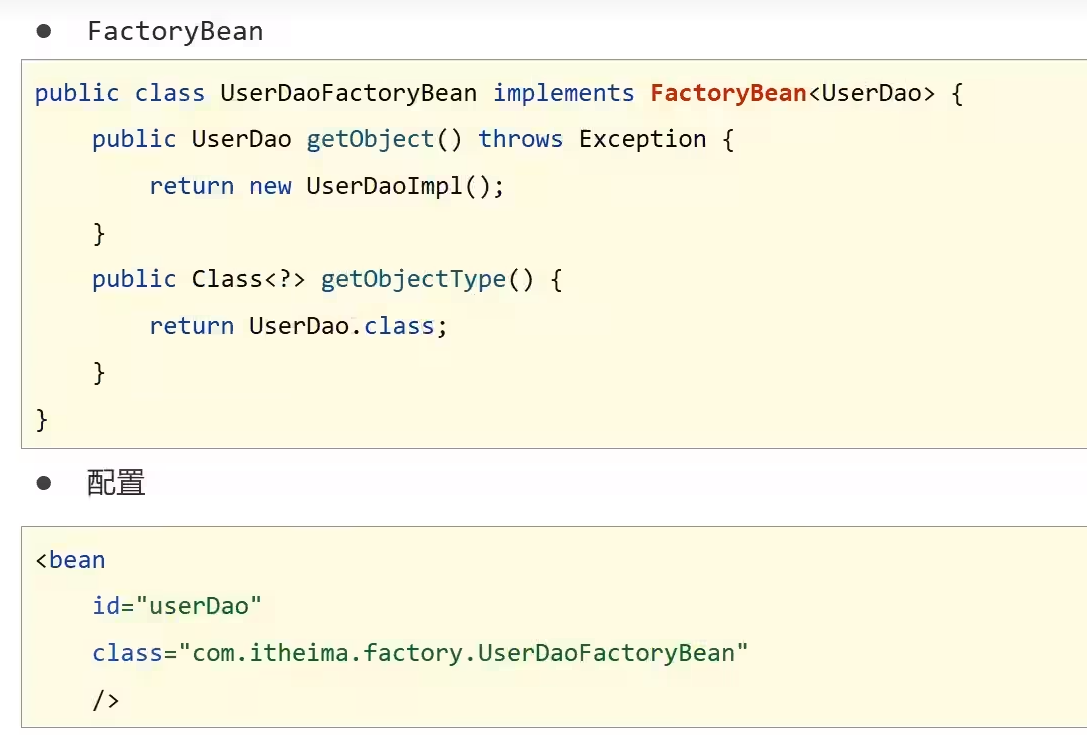 ● FactoryBean
public class UserDaoFactoryBean implements FactoryBean<UserDao> {
    public UserDao getObject() throws Exception {
        return new UserDaoImpl();
    }
    public Class<?> getObjectType() {
        return UserDao.class;
    }
}
● 配置
<bean
    id="userDao"
    class="com.itheima.factory.UserDaoFactoryBean"
    />